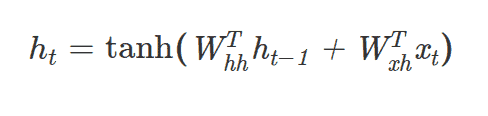 h_t = tanh( W_{hh}^T h_{t-1} + W_{xh}^T x_t)